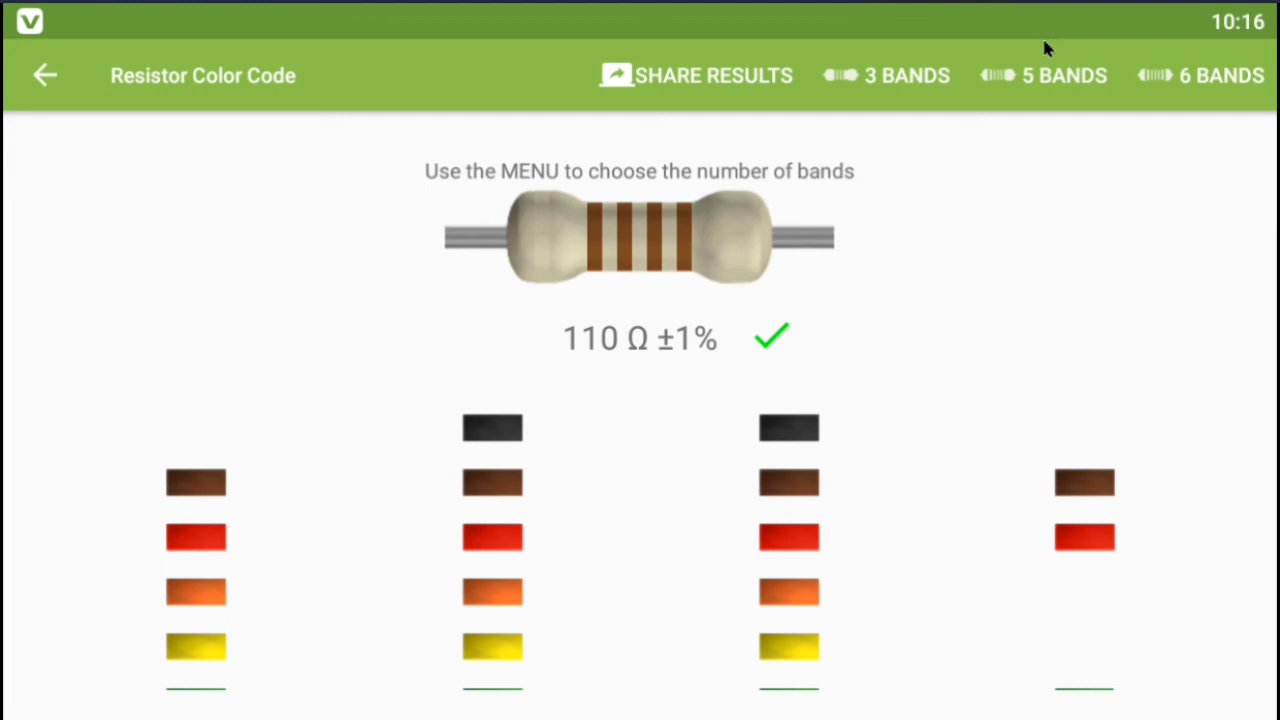 10:16
Resistor Color Code
SHARE RESULTS
3 BANDS
5 BANDS
6 BANDS
Use the MENU to choose the number of bands
110 Ω ±1%